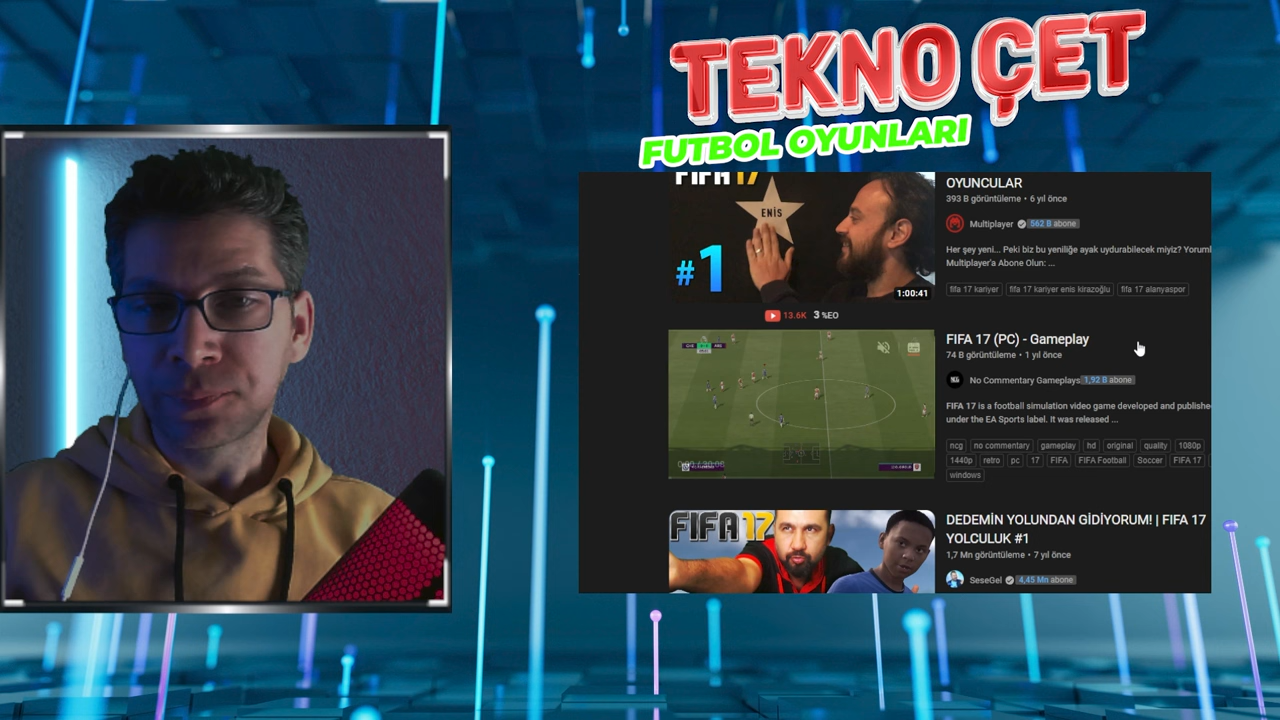 TEKNO ÇET
FUTBOL OYUNLARI
FIFA 17
ENIS
#1
1:00:41
OYUNCULAR
393 B görüntüleme • 6 yıl önce
Multiplayer 562 B abone
Her şey yeni... Peki biz bu yeniliğe ayak uydurabilecek miyiz? Yoruml
Multiplayer'a Abone Olun: ...
fifa 17 kariyer fifa 17 kariyer enis kirazoğlu fifa 17 alanyaspor
13.6K 3 %EO
FIFA 17 (PC) - Gameplay
74 B görüntüleme • 1 yıl önce
No Commentary Gameplays 1,92 B abone
FIFA 17 is a football simulation video game developed and publishe
under the EA Sports label. It was released ...
ncg no commentary gameplay hd original quality 1080p
1440p retro pc 17 FIFA FIFA Football Soccer FIFA 17
windows
FIFA 17
DEDEMİN YOLUNDAN GİDİYORUM! | FIFA 17
YOLCULUK #1
1,7 Mn görüntüleme • 7 yıl önce
SeseGel 4,45 Mn abone